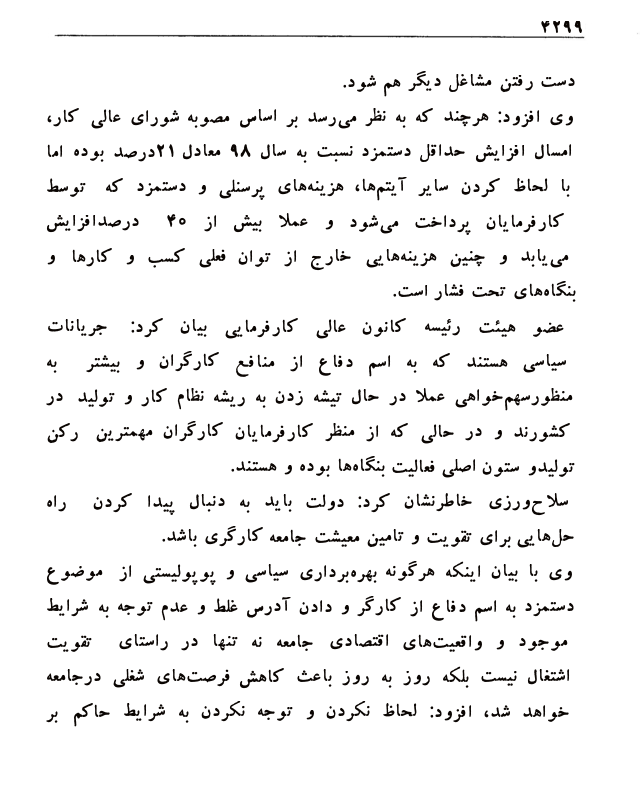 ۴۲۹۹
دست رفتن مشاغل دیگر هم شود.
وی افزود: هرچند که به نظر می‌رسد بر اساس مصوبه شورای عالی کار،
امسال افزایش حداقل دستمزد نسبت به سال ۹۸ معادل ۲۱درصد بوده اما
با لحاظ کردن سایر آیتم‌ها، هزینه‌های پرسنلی و دستمزد که توسط
کارفرمایان پرداخت می‌شود و عملا بیش از ۴۰ درصدافزایش
می‌یابد و چنین هزینه‌هایی خارج از توان فعلی کسب و کارها و
بنگاه‌های تحت فشار است.
عضو هیئت رئیسه کانون عالی کارفرمایی بیان کرد: جریانات
سیاسی هستند که به اسم دفاع از منافع کارگران و بیشتر به
منظورسهم‌خواهی عملا در حال تیشه زدن به ریشه نظام کار و تولید در
کشورند و در حالی که از منظر کارفرمایان کارگران مهمترین رکن
تولیدو ستون اصلی فعالیت بنگاه‌ها بوده و هستند.
سلاح‌ورزی خاطرنشان کرد: دولت باید به دنبال پیدا کردن راه
حل‌هایی برای تقویت و تامین معیشت جامعه کارگری باشد.
وی با بیان اینکه هرگونه بهره‌برداری سیاسی و پوپولیستی از موضوع
دستمزد به اسم دفاع از کارگر و دادن آدرس غلط و عدم توجه به شرایط
موجود و واقعیت‌های اقتصادی جامعه نه تنها در راستای تقویت
اشتغال نیست بلکه روز به روز باعث کاهش فرصت‌های شغلی درجامعه
خواهد شد، افزود: لحاظ نکردن و توجه نکردن به شرایط حاکم بر